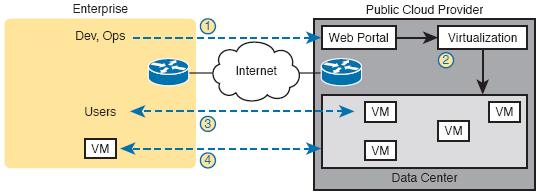 Enterprise
Public Cloud Provider
Dev, Ops
1
Web Portal
Virtualization
2
Internet
Users
3
VM
VM
VM
VM
VM
4
Data Center